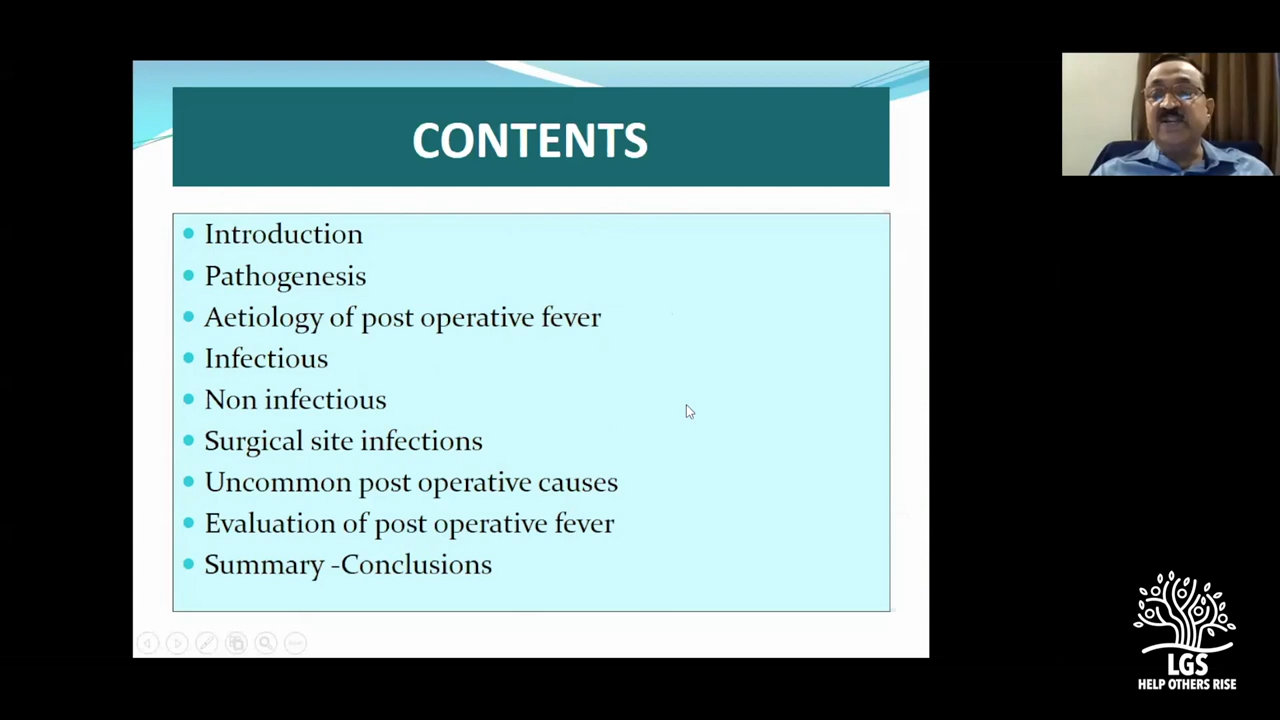 CONTENTS
Introduction
Pathogenesis
Aetiology of post operative fever
Infectious
Non infectious
Surgical site infections
Uncommon post operative causes
Evaluation of post operative fever
Summary -Conclusions
LGS
HELP OTHERS RISE